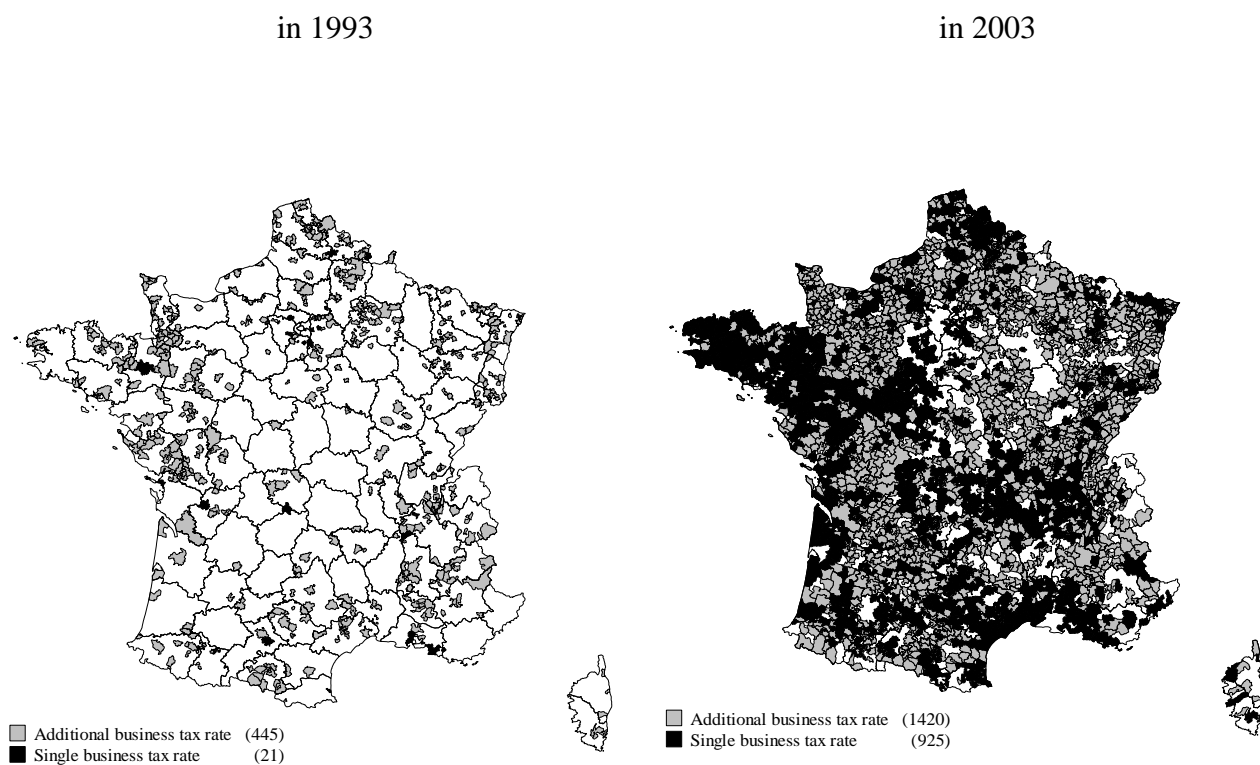 in 1993
in 2003
Additional business tax rate (445)
Single business tax rate (21)
Additional business tax rate (1420)
Single business tax rate (925)